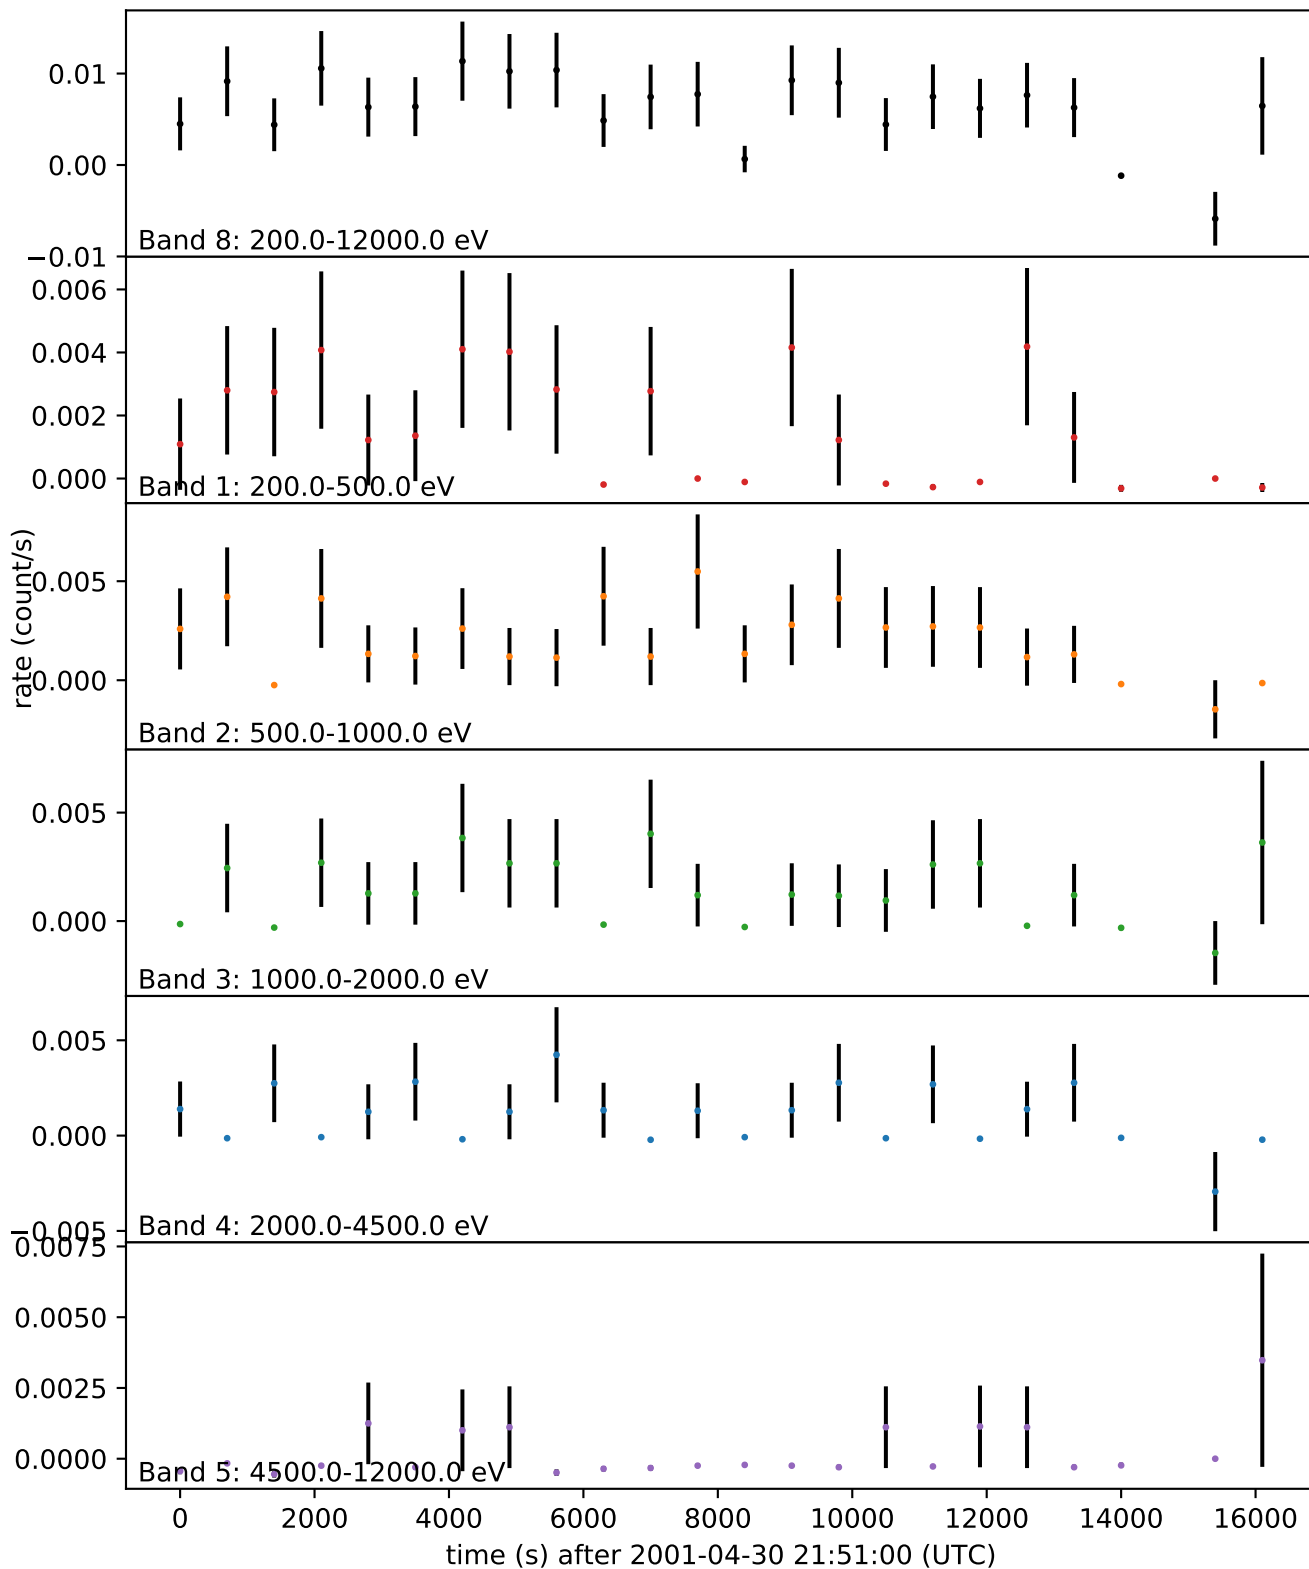 0.01
0.00
−0.01
Band 8: 200.0-12000.0 eV
0.006
0.004
0.002
0.000
Band 1: 200.0-500.0 eV
rate (count/s)
0.005
0.000
Band 2: 500.0-1000.0 eV
0.005
0.000
Band 3: 1000.0-2000.0 eV
0.005
0.000
−0.005
Band 4: 2000.0-4500.0 eV
0.0075
0.0050
0.0025
0.0000
Band 5: 4500.0-12000.0 eV
0 2000 4000 6000 8000 10000 12000 14000 16000
time (s) after 2001-04-30 21:51:00 (UTC)